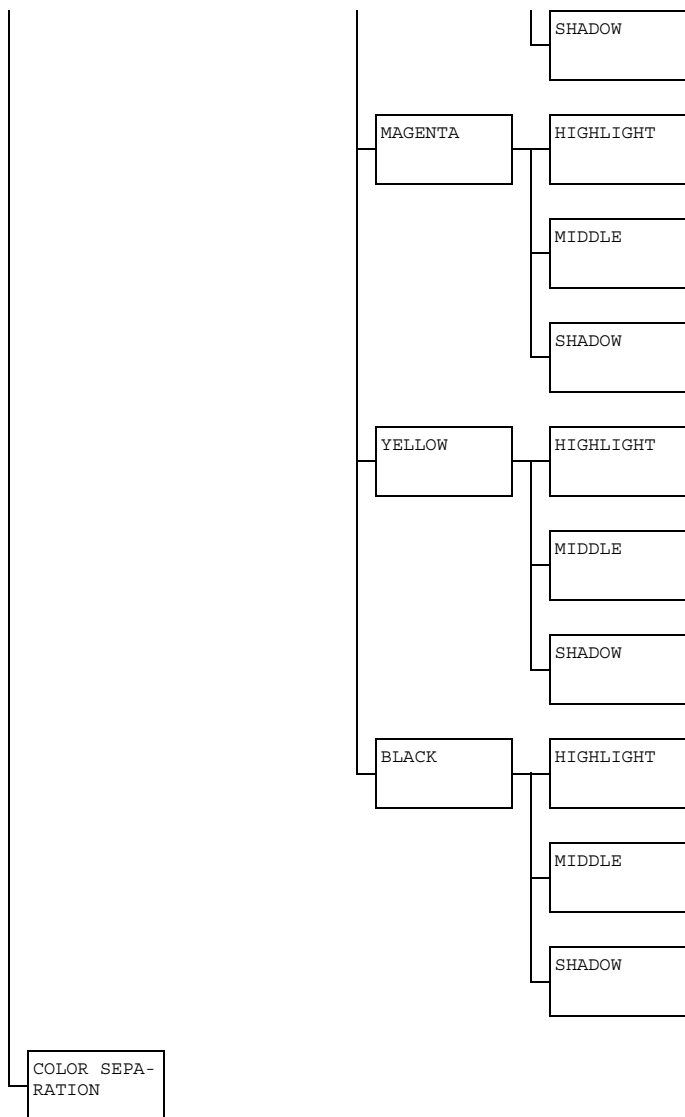 SHADOW
MAGENTA
HIGHLIGHT
MIDDLE
SHADOW
YELLOW
HIGHLIGHT
MIDDLE
SHADOW
BLACK
HIGHLIGHT
MIDDLE
SHADOW
COLOR SEPA-
RATION